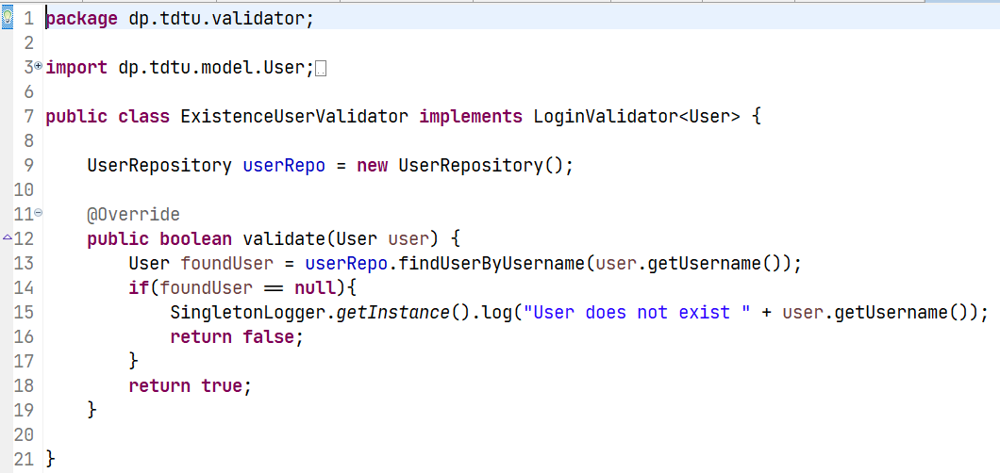 1 package dp.tdtu.validator;
2
3 import dp.tdtu.model.User;
6
7 public class ExistenceUserValidator implements LoginValidator<User> {
8
9     UserRepository userRepo = new UserRepository();
10
11     @Override
12     public boolean validate(User user) {
13         User foundUser = userRepo.findUserByUsername(user.getUsername());
14         if(foundUser == null){
15             SingletonLogger.getInstance().log("User does not exist " + user.getUsername());
16             return false;
17         }
18         return true;
19     }
20
21 }